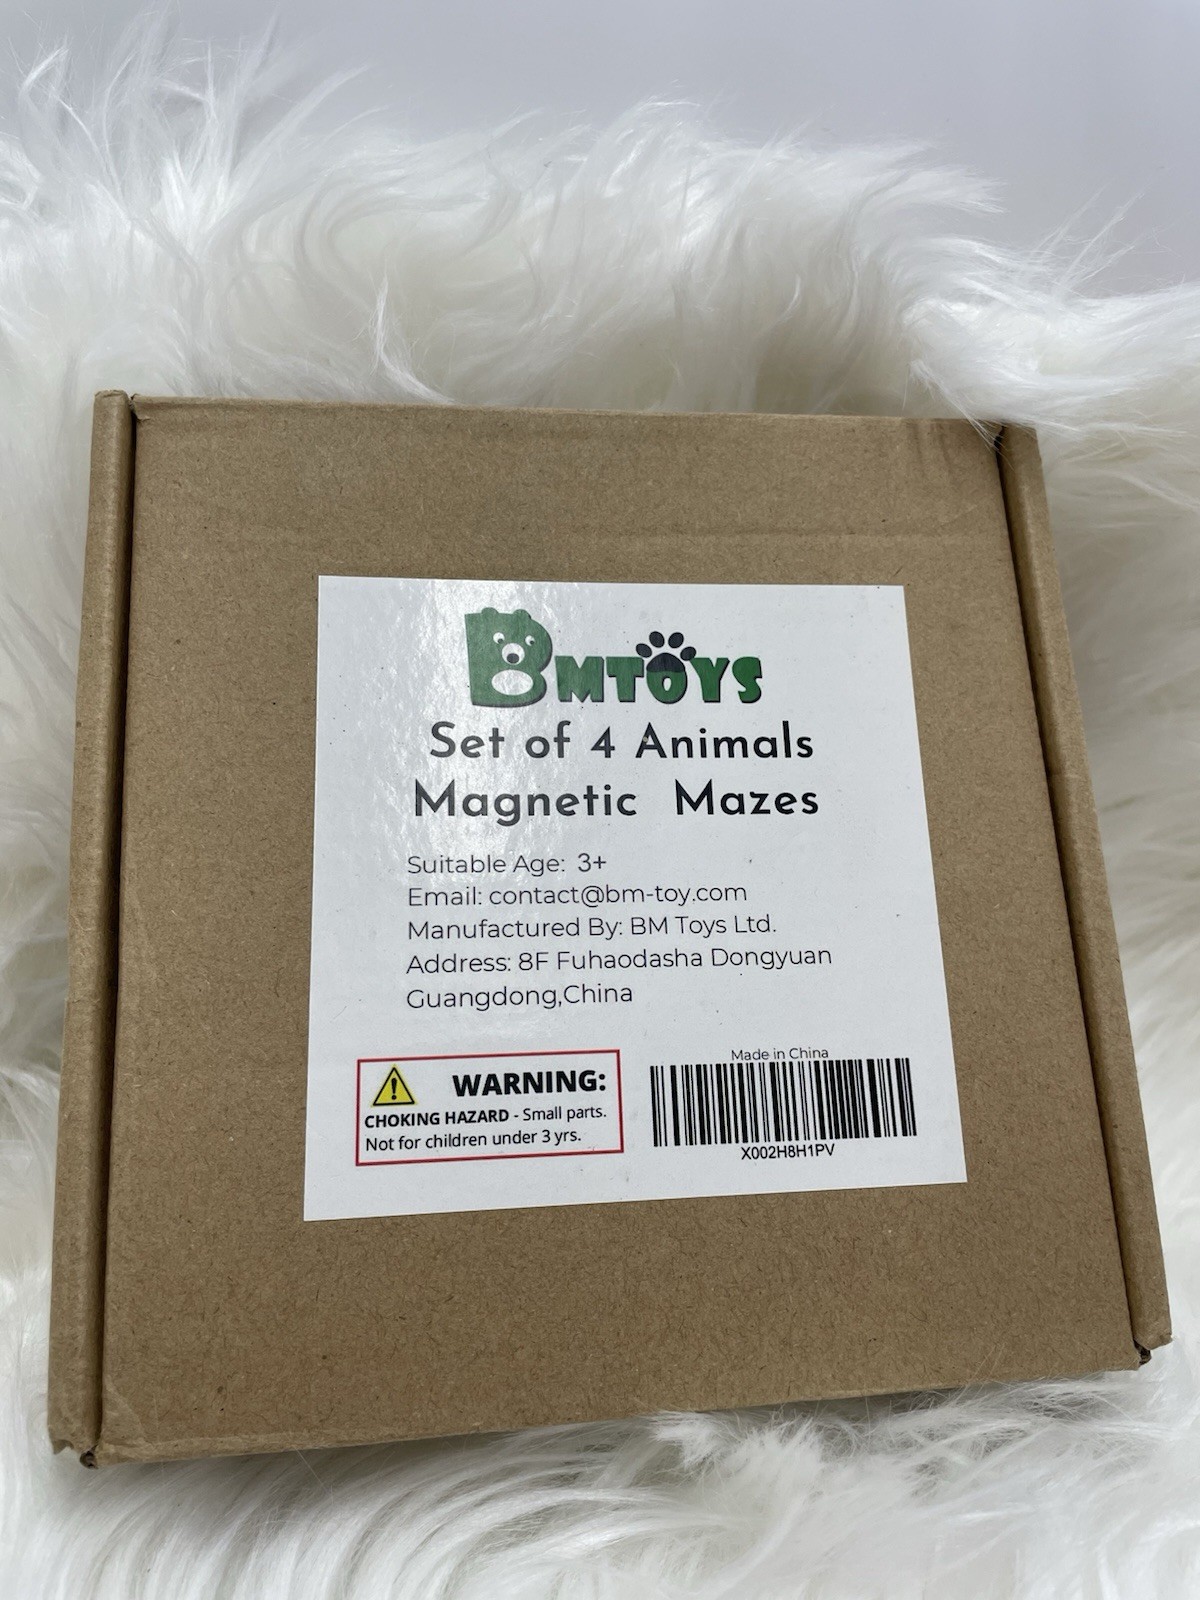 BMTOYS
Set of 4 Animals
Magnetic Mazes
Suitable Age: 3+
Email: contact@bm-toy.com
Manufactured By: BM Toys Ltd.
Address: 8F Fuhaodasha Dongyuan
Guangdong,China
WARNING:
CHOKING HAZARD - Small parts.
Not for children under 3 yrs.
Made in China
X002H8H1PV